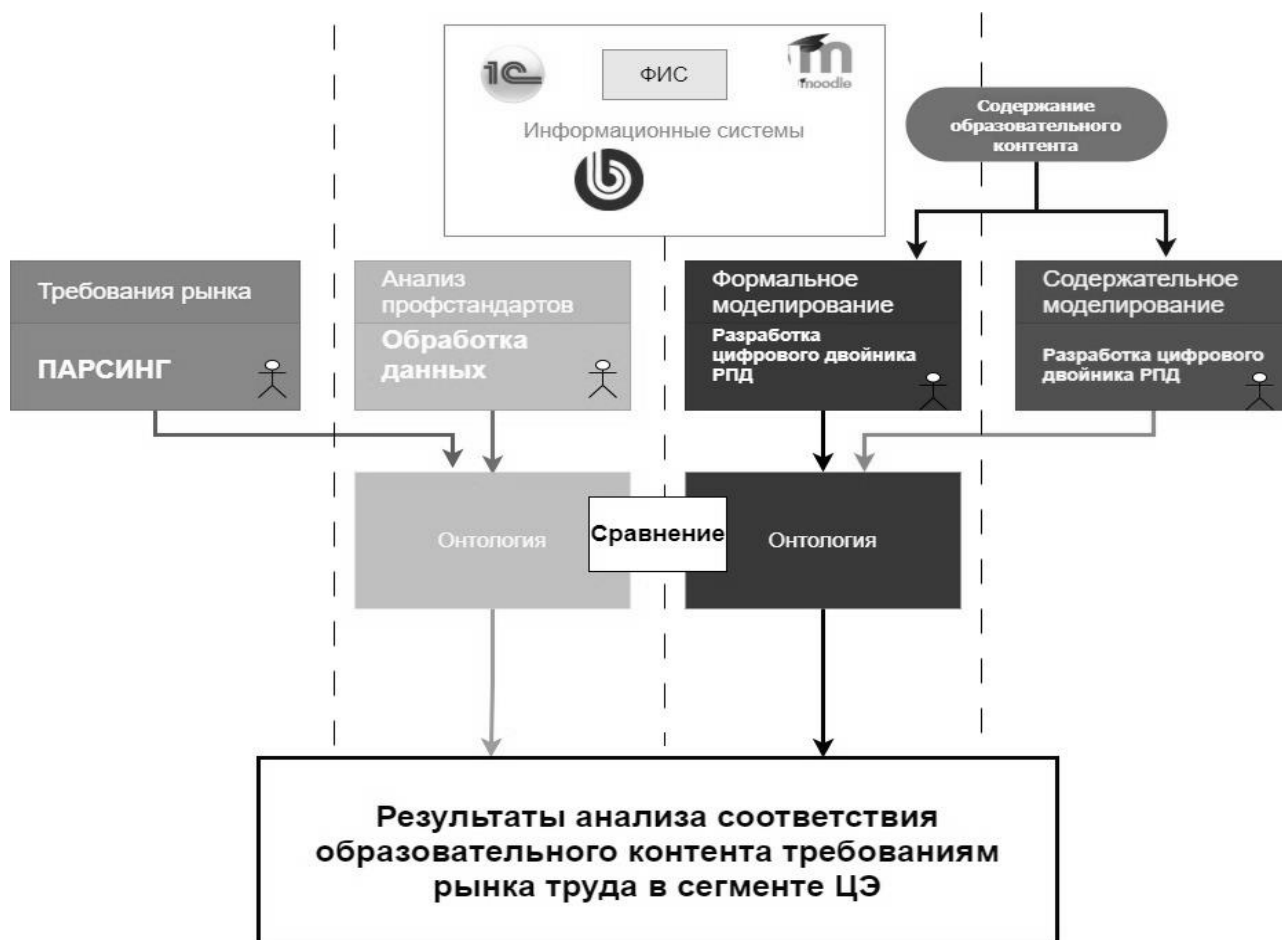 1С
ФИС
moodle
Информационные системы
Содержание
образовательного
контента
Требования рынка
ПАРСИНГ
Анализ
профстандартов
Обработка
данных
Формальное
моделирование
Разработка
цифрового двойника
РПД
Содержательное
моделирование
Разработка цифрового
двойника РПД
Онтология
Сравнение
Онтология
Результаты анализа соответствия
образовательного контента требованиям
рынка труда в сегменте ЦЭ